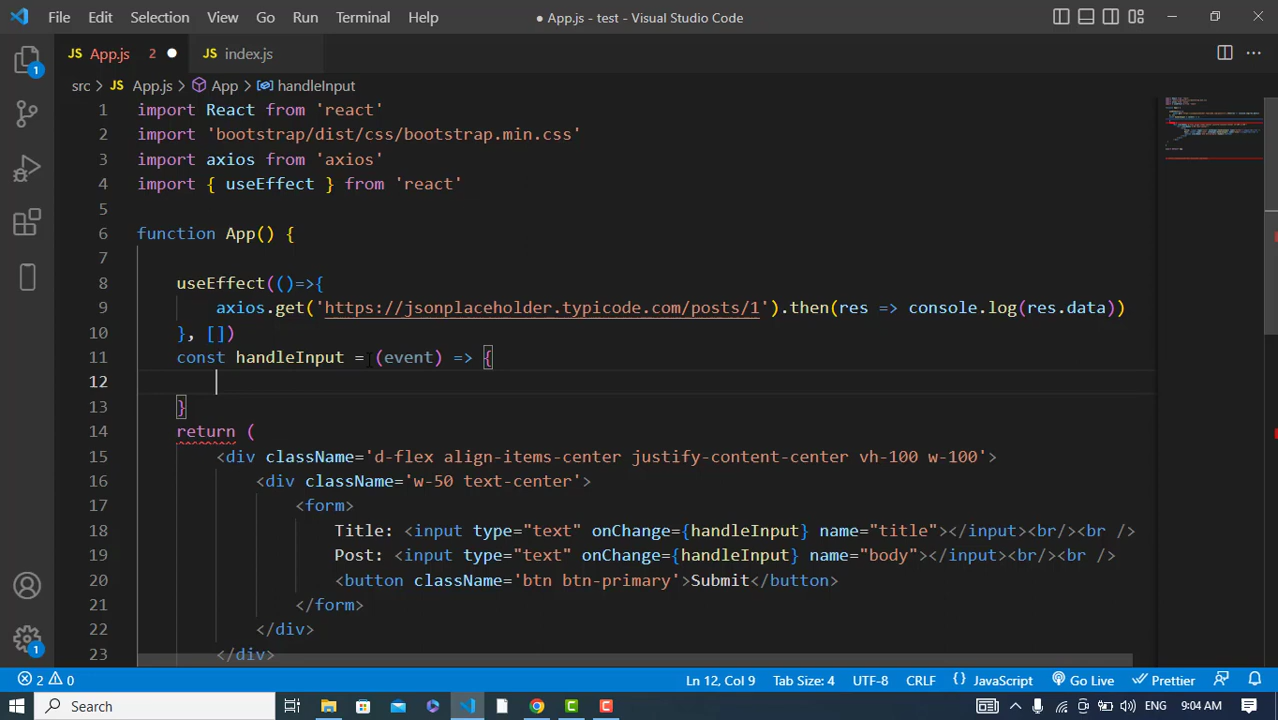 File Edit Selection View Go Run Terminal Help ● App.js - test - Visual Studio Code
JS App.js 2 ● JS index.js
src > JS App.js > App > handleInput
1 import React from 'react'
2 import 'bootstrap/dist/css/bootstrap.min.css'
3 import axios from 'axios'
4 import { useEffect } from 'react'
5
6 function App() {
7
8 useEffect(()=>{
9 axios.get('https://jsonplaceholder.typicode.com/posts/1').then(res => console.log(res.data))
10 }, [])
11 const handleInput = (event) => {
12
13 }
14 return (
15 <div className='d-flex align-items-center justify-content-center vh-100 w-100'>
16 <div className='w-50 text-center'>
17 <form>
18 Title: <input type="text" onChange={handleInput} name="title"></input><br/><br />
19 Post: <input type="text" onChange={handleInput} name="body"></input><br/><br />
20 <button className='btn btn-primary'>Submit</button>
21 </form>
22 </div>
23 </div>
1
1
2 0 Ln 12, Col 9 Tab Size: 4 UTF-8 CRLF {} JavaScript Go Live Prettier
Search ENG 9:04 AM